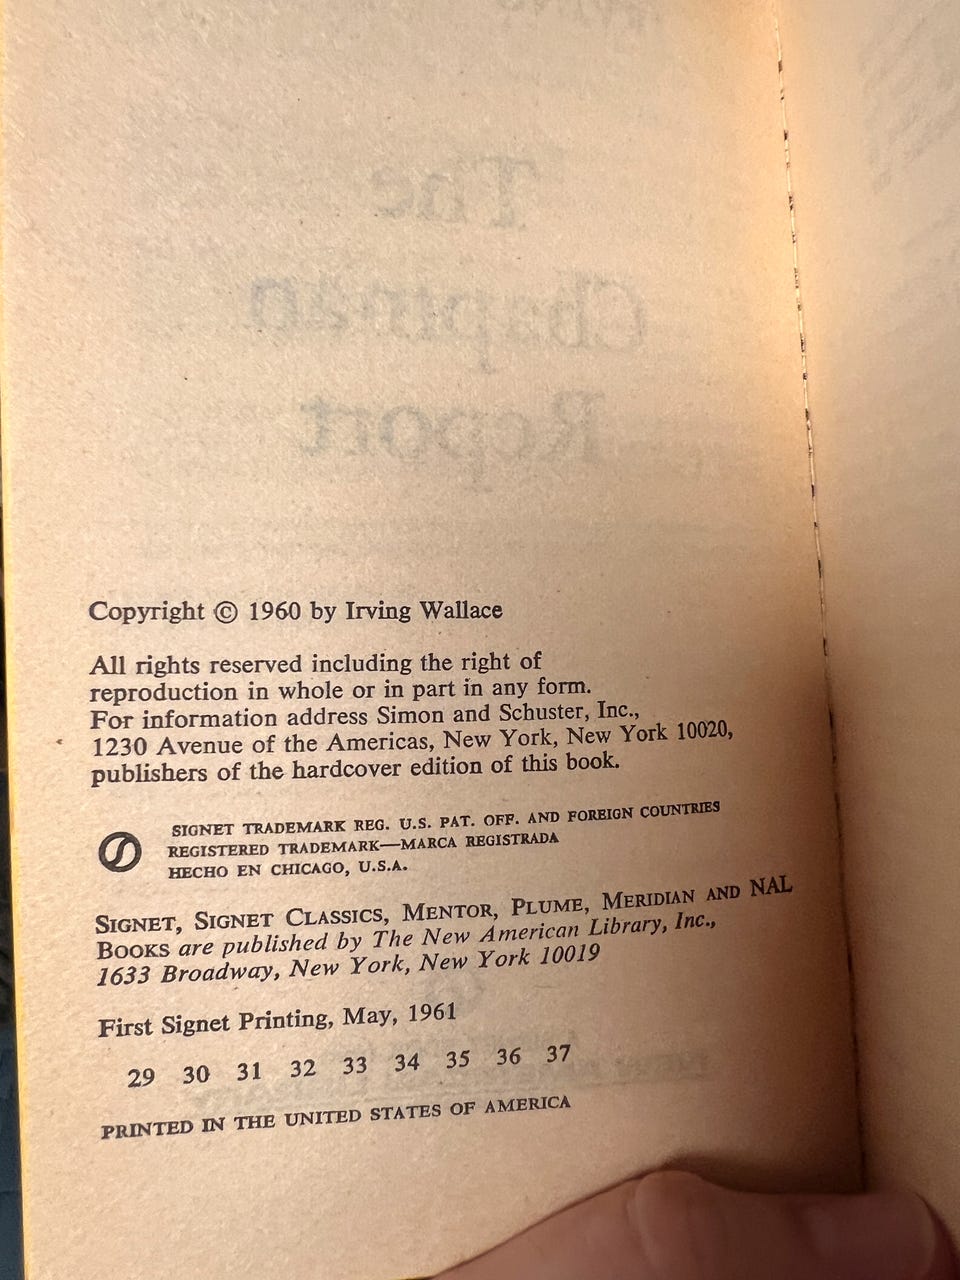 The
Chapman
Report
Copyright © 1960 by Irving Wallace
All rights reserved including the right of
reproduction in whole or in part in any form.
For information address Simon and Schuster, Inc.,
1230 Avenue of the Americas, New York, New York 10020,
publishers of the hardcover edition of this book.
SIGNET TRADEMARK REG. U.S. PAT. OFF. AND FOREIGN COUNTRIES
REGISTERED TRADEMARK—MARCA REGISTRADA
HECHO EN CHICAGO, U.S.A.
SIGNET, SIGNET CLASSICS, MENTOR, PLUME, MERIDIAN AND NAL
BOOKS are published by The New American Library, Inc.,
1633 Broadway, New York, New York 10019
First Signet Printing, May, 1961
29 30 31 32 33 34 35 36 37
PRINTED IN THE UNITED STATES OF AMERICA